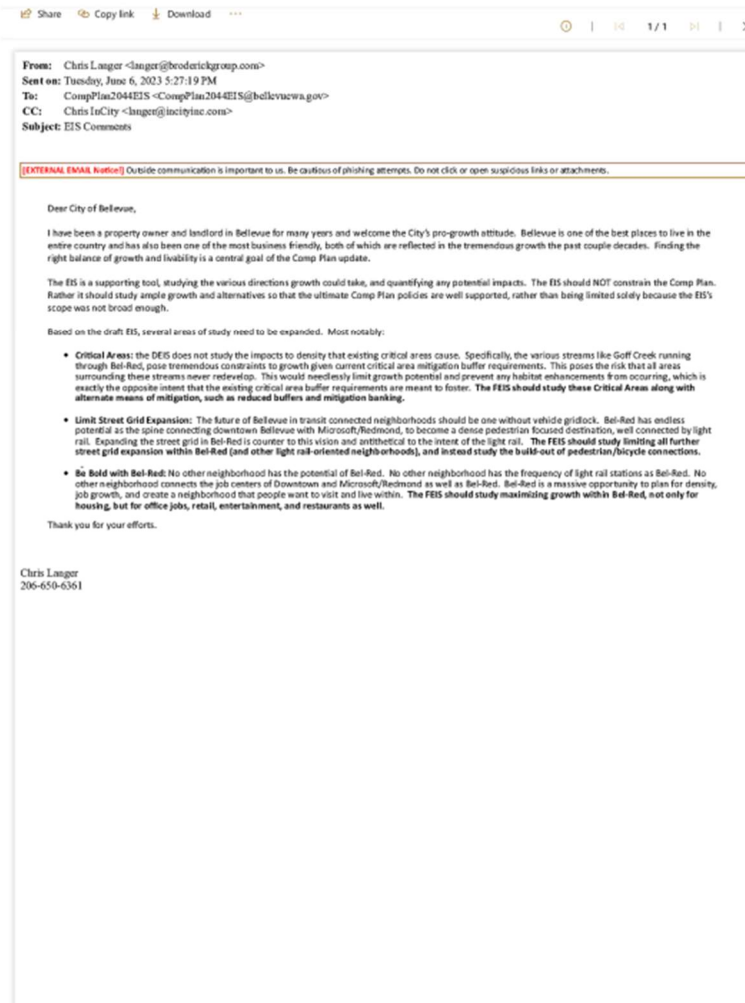 Share Copy link Download ...
1 / 1
From: Chris Langer <langer@broderickgroup.com>
Sent on: Tuesday, June 6, 2023 5:27:19 PM
To: CompPlan2044EIS <CompPlan2044EIS@bellevuewa.gov>
CC: Chris InCity <langer@incityinc.com>
Subject: EIS Comments
[EXTERNAL EMAIL Notice!] Outside communication is important to us. Be cautious of phishing attempts. Do not click or open suspicious links or attachments.
Dear City of Bellevue,
I have been a property owner and landlord in Bellevue for many years and welcome the City's pro-growth attitude. Bellevue is one of the best places to live in the
entire country and has also been one of the most business friendly, both of which are reflected in the tremendous growth the past couple decades. Finding the
right balance of growth and livability is a central goal of the Comp Plan update.
The EIS is a supporting tool, studying the various directions growth could take, and quantifying any potential impacts. The EIS should NOT constrain the Comp Plan.
Rather it should study ample growth and alternatives so that the ultimate Comp Plan policies are well supported, rather than being limited solely because the EIS's
scope was not broad enough.
Based on the draft EIS, several areas of study need to be expanded. Most notably:
• Critical Areas: the DEIS does not study the impacts to density that existing critical areas cause. Specifically, the various streams like Goff Creek running
through Bel-Red, pose tremendous constraints to growth given current critical area mitigation buffer requirements. This poses the risk that all areas
surrounding these streams never redevelop. This would needlessly limit growth potential and prevent any habitat enhancements from occurring, which is
exactly the opposite intent that the existing critical area buffer requirements are meant to foster. The FEIS should study these Critical Areas along with
alternate means of mitigation, such as reduced buffers and mitigation banking.
• Limit Street Grid Expansion: The future of Bellevue in transit connected neighborhoods should be one without vehicle gridlock. Bel-Red has endless
potential as the spine connecting downtown Bellevue with Microsoft/Redmond, to become a dense pedestrian focused destination, well connected by light
rail. Expanding the street grid in Bel-Red is counter to this vision and antithetical to the intent of the light rail. The FEIS should study limiting all further
street grid expansion within Bel-Red (and other light rail-oriented neighborhoods), and instead study the build-out of pedestrian/bicycle connections.
• Be Bold with Bel-Red: No other neighborhood has the potential of Bel-Red. No other neighborhood has the frequency of light rail stations as Bel-Red. No
other neighborhood connects the job centers of Downtown and Microsoft/Redmond as well as Bel-Red. Bel-Red is a massive opportunity to plan for density,
job growth, and create a neighborhood that people want to visit and live within. The FEIS should study maximizing growth within Bel-Red, not only for
housing, but for office jobs, retail, entertainment, and restaurants as well.
Thank you for your efforts.
Chris Langer
206-650-6361